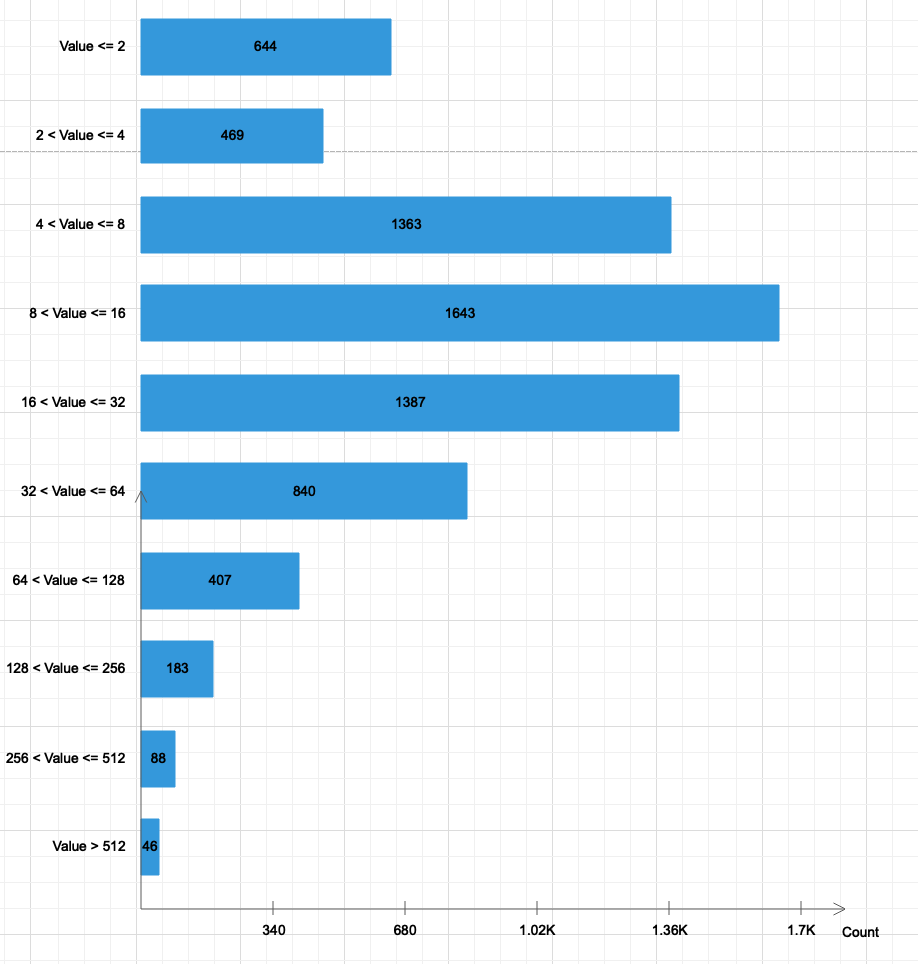 Value <= 2
644
2 < Value <= 4
469
4 < Value <= 8
1363
8 < Value <= 16
1643
16 < Value <= 32
1387
32 < Value <= 64
840
64 < Value <= 128
407
128 < Value <= 256
183
256 < Value <= 512
88
Value > 512
46
340 680 1.02K 1.36K 1.7K Count